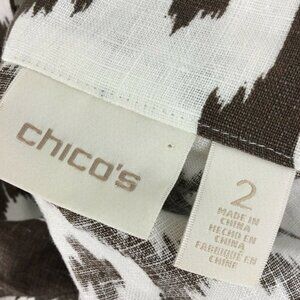 chico's
2
MADE IN
CHINA
HECHO EN
CHINA
FABRIQUÉ EN
CHINE